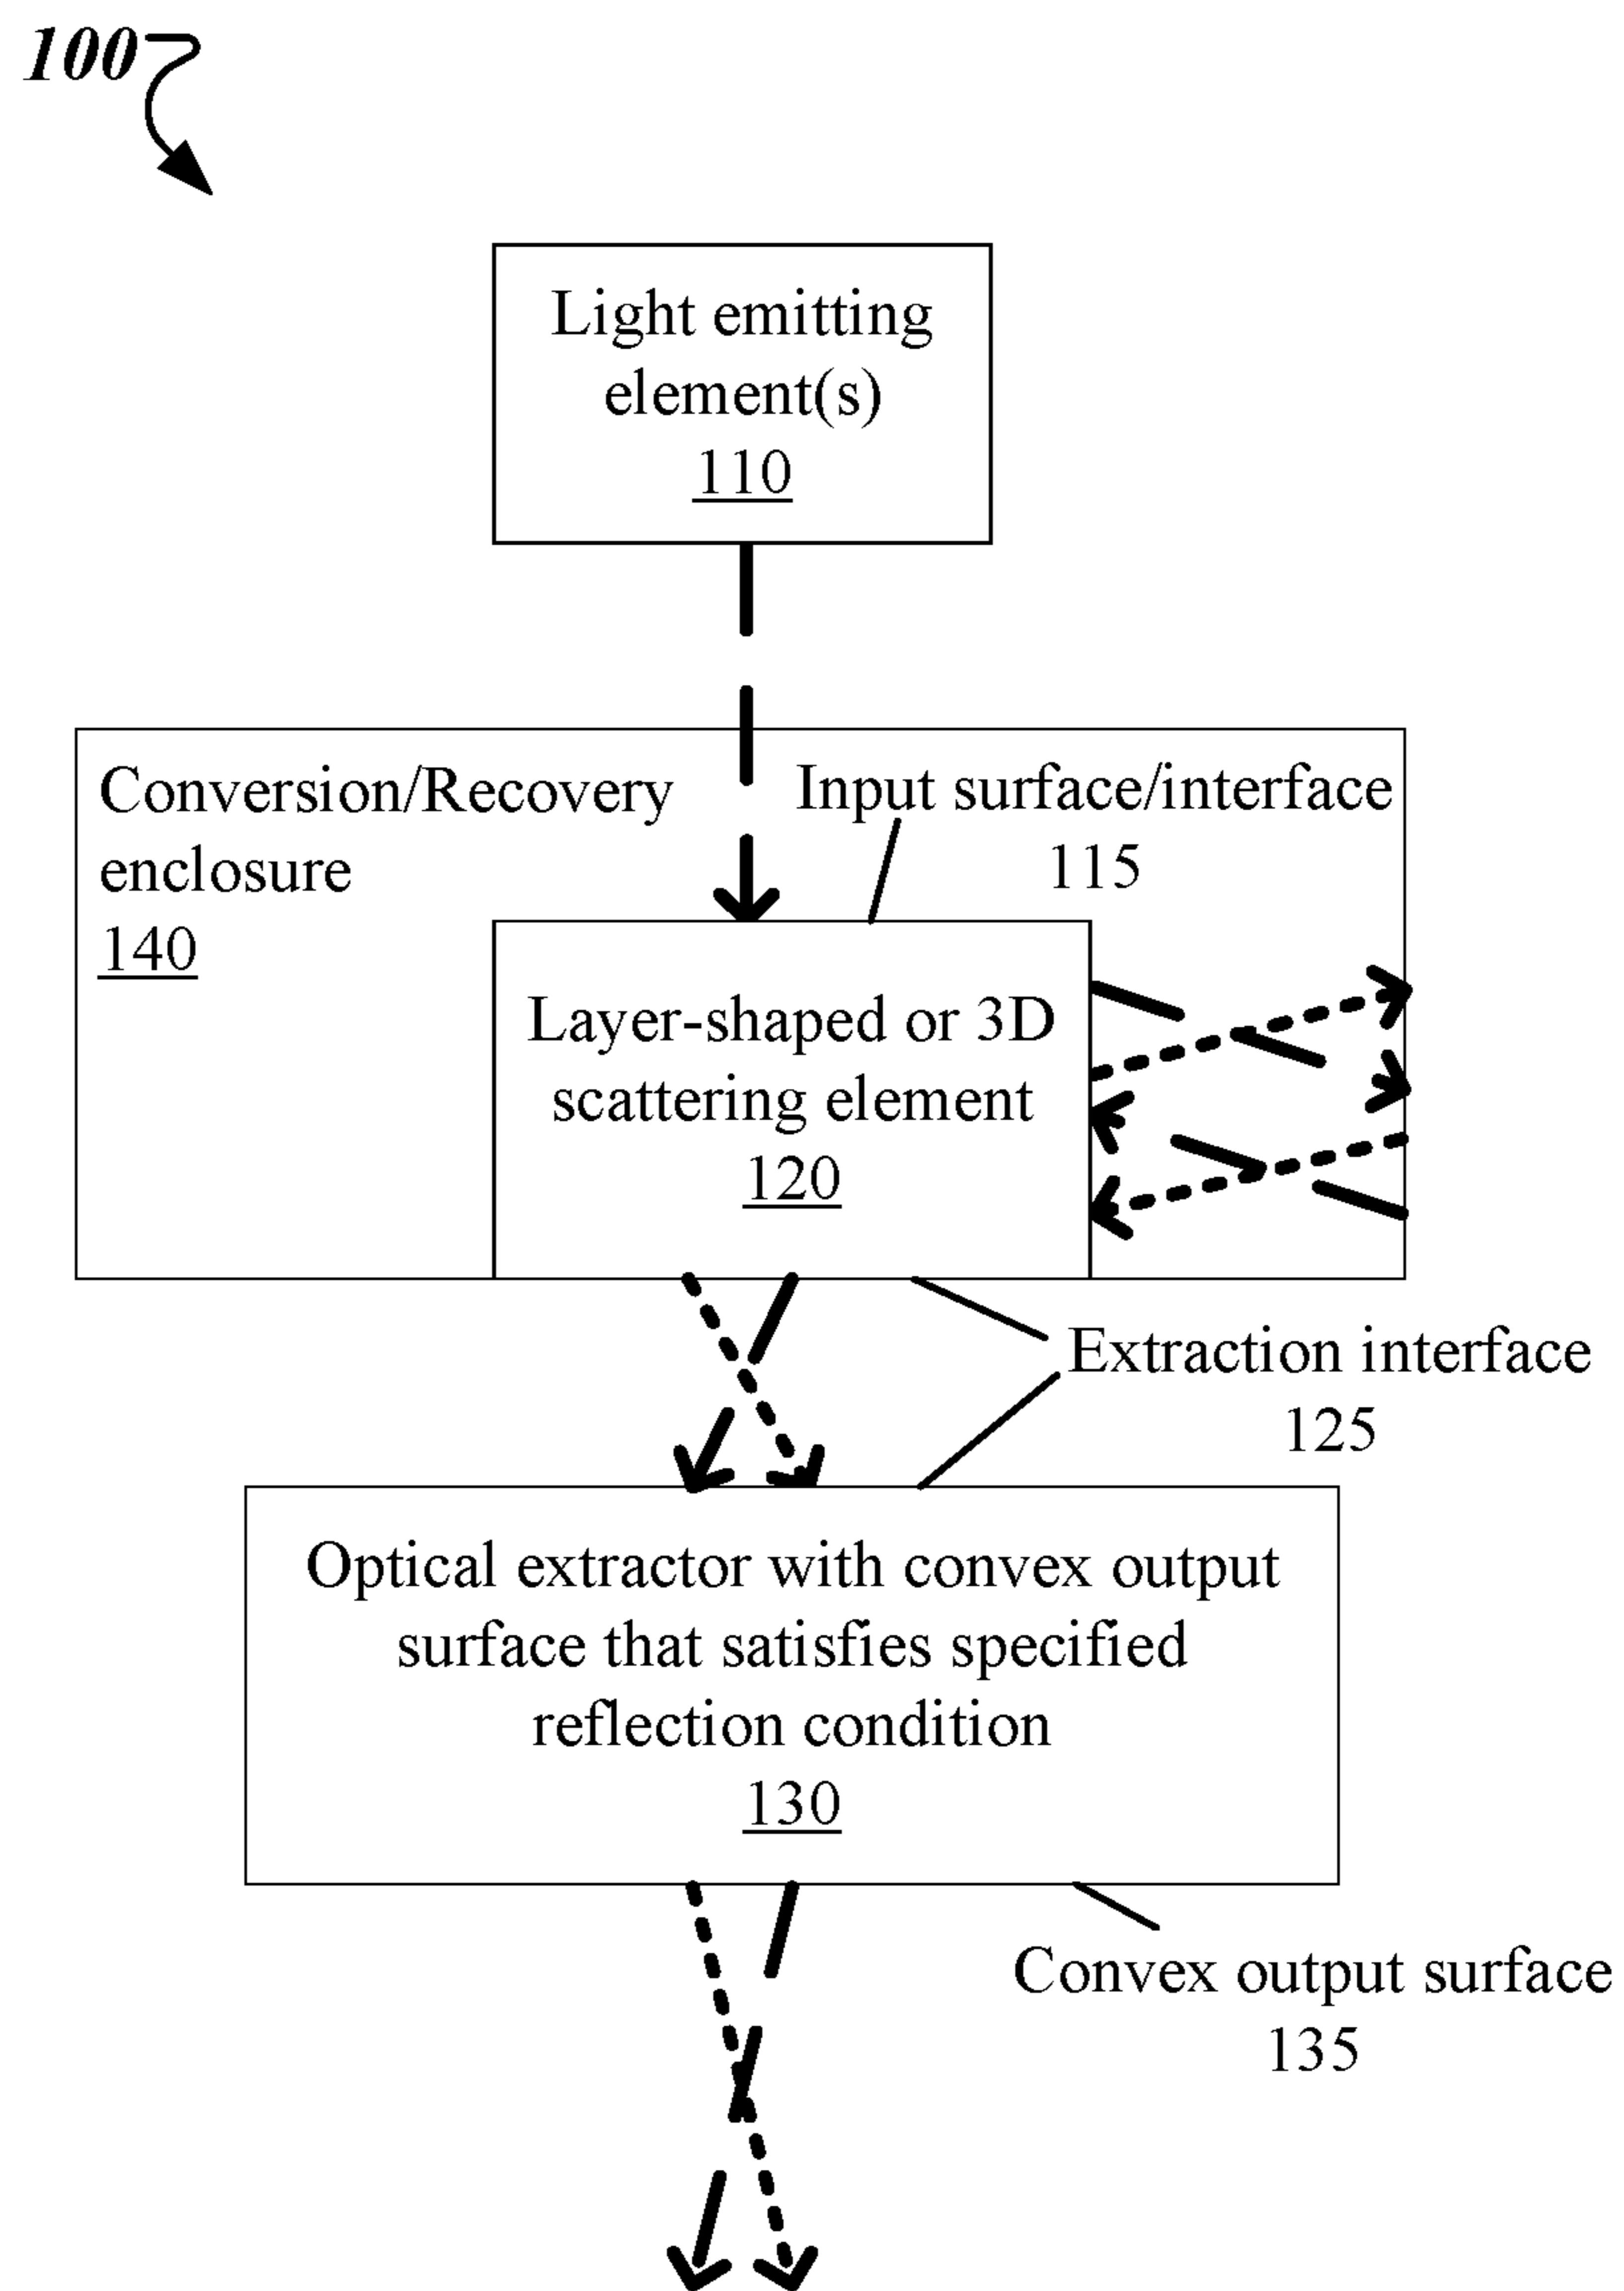 100
Light emitting
element(s)
110
Conversion/Recovery
enclosure
140
Input surface/interface
115
Layer-shaped or 3D
scattering element
120
Extraction interface
125
Optical extractor with convex output
surface that satisfies specified
reflection condition
130
Convex output surface
135